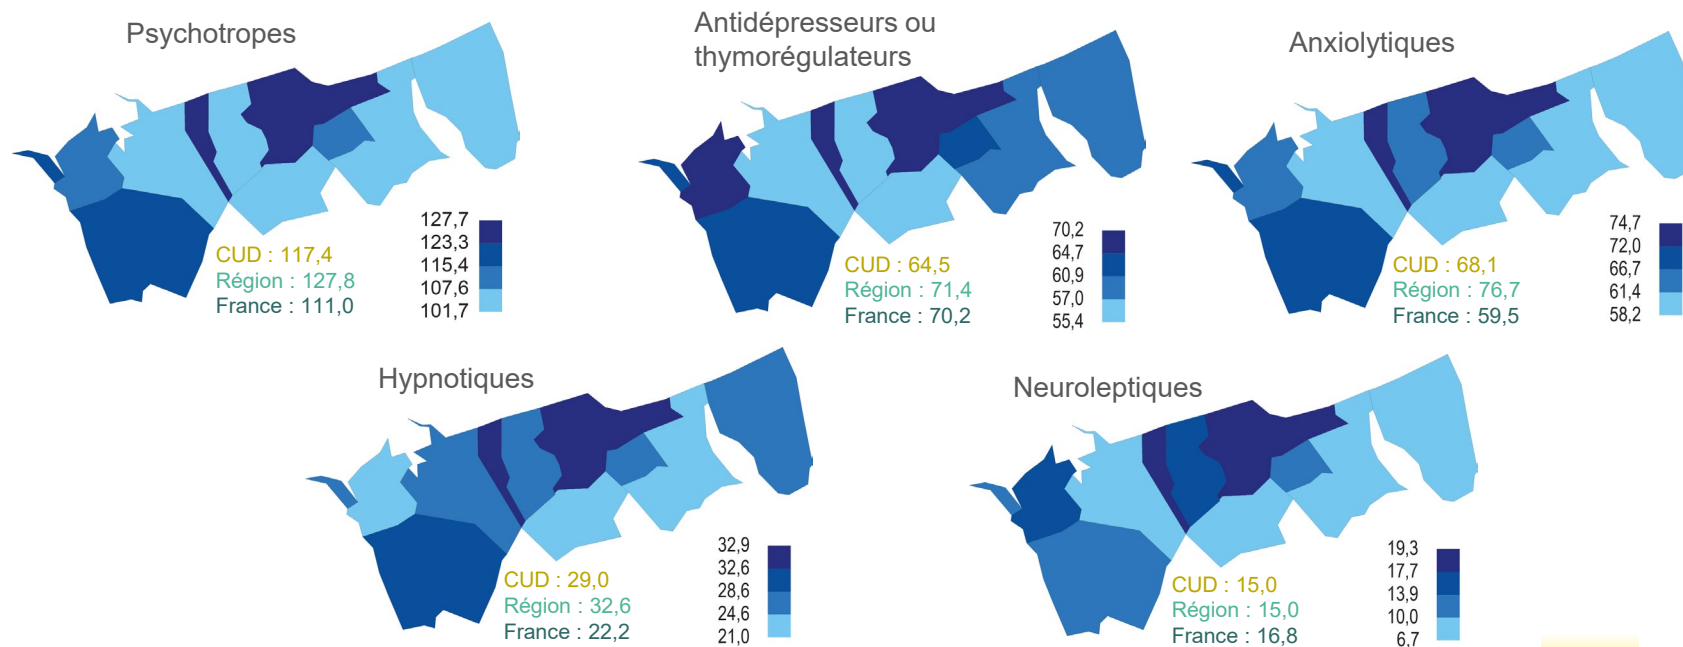 Psychotropes
127,7
123,3
115,4
107,6
101,7
CUD : 117,4
Région : 127,8
France : 111,0
Antidépresseurs ou
thymorégulateurs
70,2
64,7
60,9
57,0
55,4
CUD : 64,5
Région : 71,4
France : 70,2
Anxiolytiques
74,7
72,0
66,7
61,4
58,2
CUD : 68,1
Région : 76,7
France : 59,5
Hypnotiques
32,9
32,6
28,6
24,6
21,0
CUD : 29,0
Région : 32,6
France : 22,2
Neuroleptiques
19,3
17,7
13,9
10,0
6,7
CUD : 15,0
Région : 15,0
France : 16,8